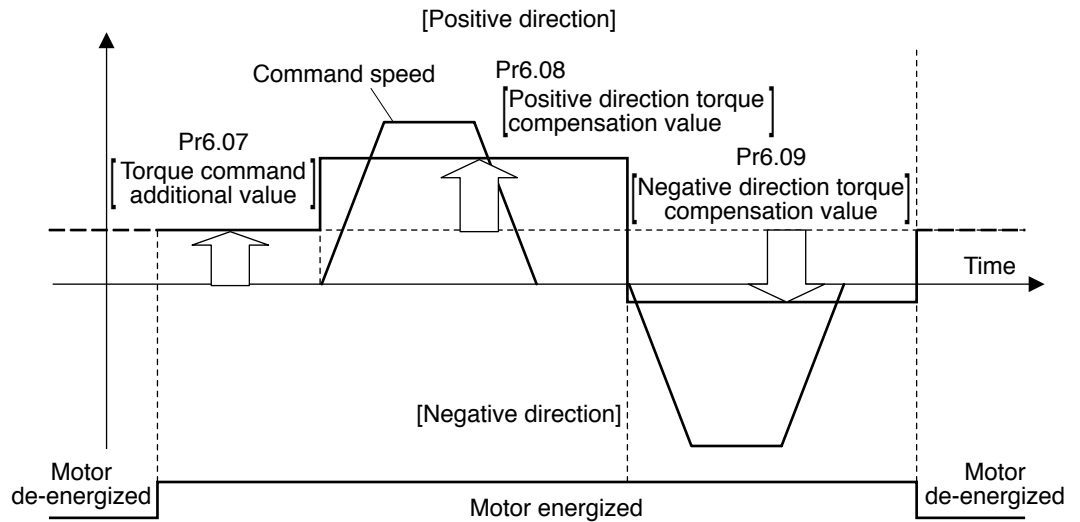 [Positive direction]
Command speed
Pr6.08
[Positive direction torque
compensation value]
Pr6.07
[Torque command
additional value]
Pr6.09
[Negative direction torque
compensation value]
Time
[Negative direction]
Motor
de-energized
Motor energized
Motor
de-energized